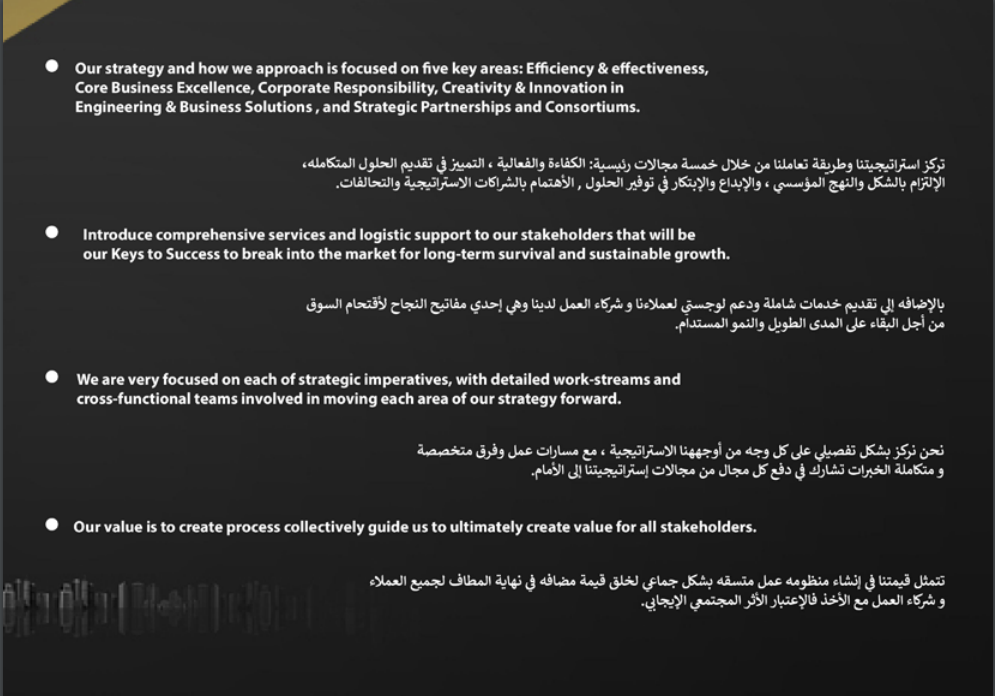 Our strategy and how we approach is focused on five key areas: Efficiency & effectiveness,
Core Business Excellence, Corporate Responsibility, Creativity & Innovation in
Engineering & Business Solutions , and Strategic Partnerships and Consortiums.
تركز استراتيجيتنا وطريقة تعاملنا من خلال خمسة مجالات رئيسية: الكفاءة والفعالية ، التمييز في تقديم الحلول المتكامله،
الإلتزام بالشكل والنهج المؤسسي ، والإبداع والإبتكار في توفير الحلول , الأهتمام بالشراكات الاستراتيجية والتحالفات.
Introduce comprehensive services and logistic support to our stakeholders that will be
our Keys to Success to break into the market for long-term survival and sustainable growth.
بالإضافه إلي تقديم خدمات شاملة ودعم لوجستي لعملاءنا و شركاء العمل لدينا وهي إحدي مفاتيح النجاح لأقتحام السوق
من أجل البقاء على المدى الطويل والنمو المستدام.
We are very focused on each of strategic imperatives, with detailed work-streams and
cross-functional teams involved in moving each area of our strategy forward.
نحن نركز بشكل تفصيلي على كل وجه من أوجههنا الاستراتيجية ، مع مسارات عمل وفرق متخصصة
و متكاملة الخبرات تشارك في دفع كل مجال من مجالات إستراتيجيتنا إلى الأمام.
Our value is to create process collectively guide us to ultimately create value for all stakeholders.
تتمثل قيمتنا في إنشاء منظومه عمل متسقه بشكل جماعي لخلق قيمة مضافه في نهاية المطاف لجميع العملاء
و شركاء العمل مع الأخذ فالإعتبار الأثر المجتمعي الإيجابي.